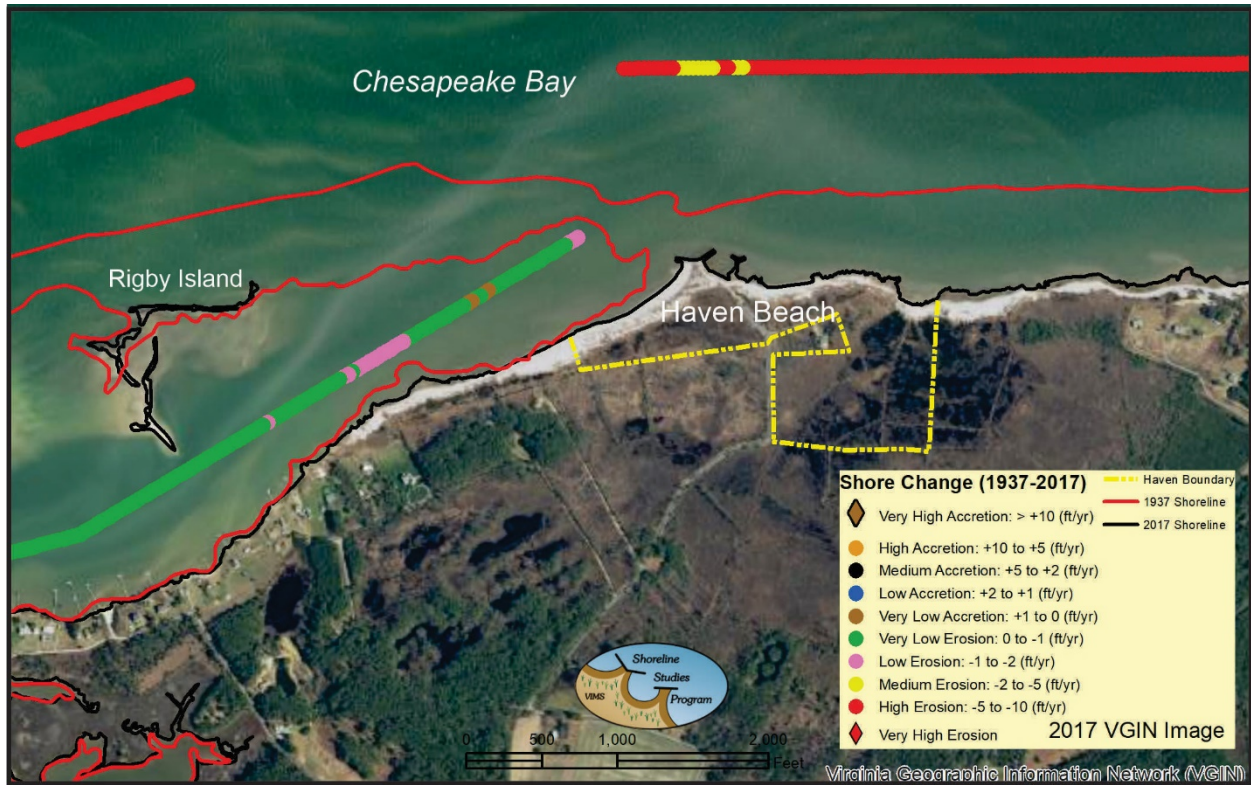 Chesapeake Bay
Rigby Island
Haven Beach
Shore Change (1937-2017)
Very High Accretion: > +10 (ft/yr)
High Accretion: +10 to +5 (ft/yr)
Medium Accretion: +5 to +2 (ft/yr)
Low Accretion: +2 to +1 (ft/yr)
Very Low Accretion: +1 to 0 (ft/yr)
Very Low Erosion: 0 to -1 (ft/yr)
Low Erosion: -1 to -2 (ft/yr)
Medium Erosion: -2 to -5 (ft/yr)
High Erosion: -5 to -10 (ft/yr)
Very High Erosion
Haven Boundary
1937 Shoreline
2017 Shoreline
2017 VGIN Image
Shoreline
Studies
Program
VIMS
0 500 1,000 2,000
Feet
Virginia Geographic Information Network (VGIN)